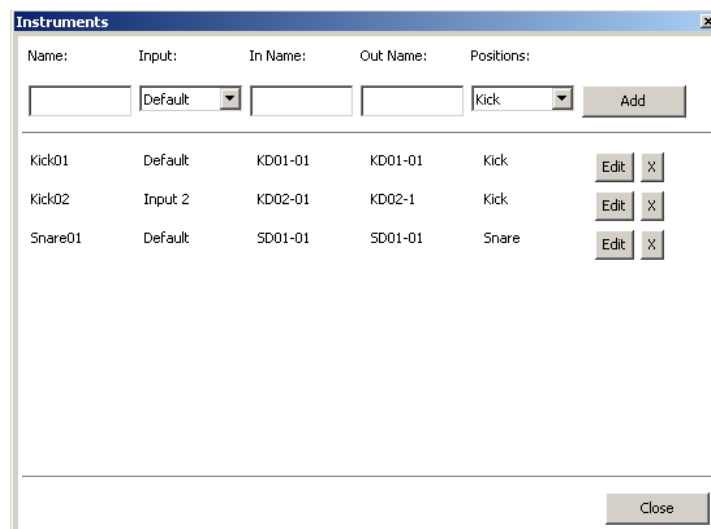 Instruments
Name: Input: In Name: Out Name: Positions:
Default Kick Add
Kick01 Default KD01-01 KD01-01 Kick Edit X
Kick02 Input 2 KD02-01 KD02-1 Kick Edit X
Snare01 Default SD01-01 SD01-01 Snare Edit X
Close